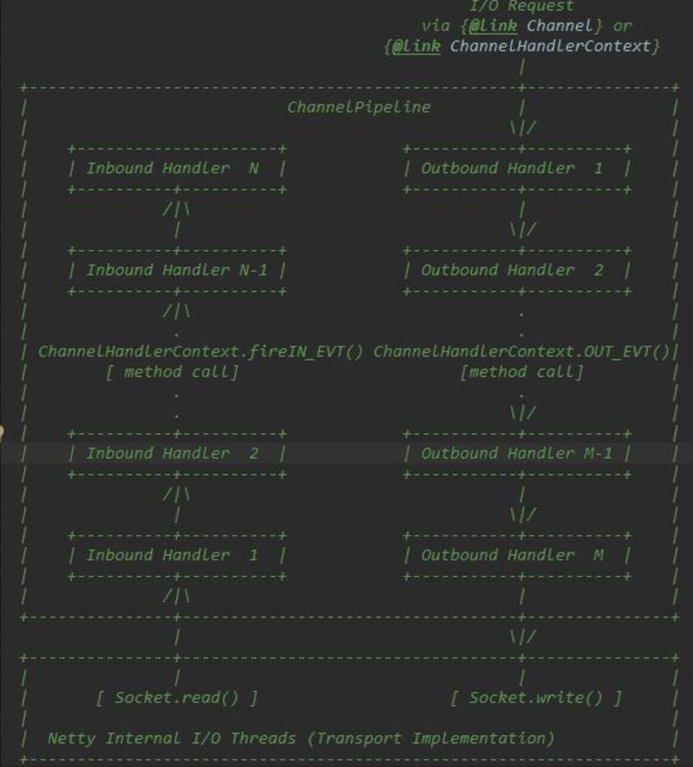 I/O Request
via {@link Channel} or
{@link ChannelHandlerContext}
ChannelPipeline
Inbound Handler N Outbound Handler 1
Inbound Handler N-1 Outbound Handler 2
ChannelHandlerContext.fireIN_EVT() ChannelHandlerContext.OUT_EVT()
[ method call] [method call]
Inbound Handler 2 Outbound Handler M-1
Inbound Handler 1 Outbound Handler M
[ Socket.read() ] [ Socket.write() ]
Netty Internal I/O Threads (Transport Implementation)